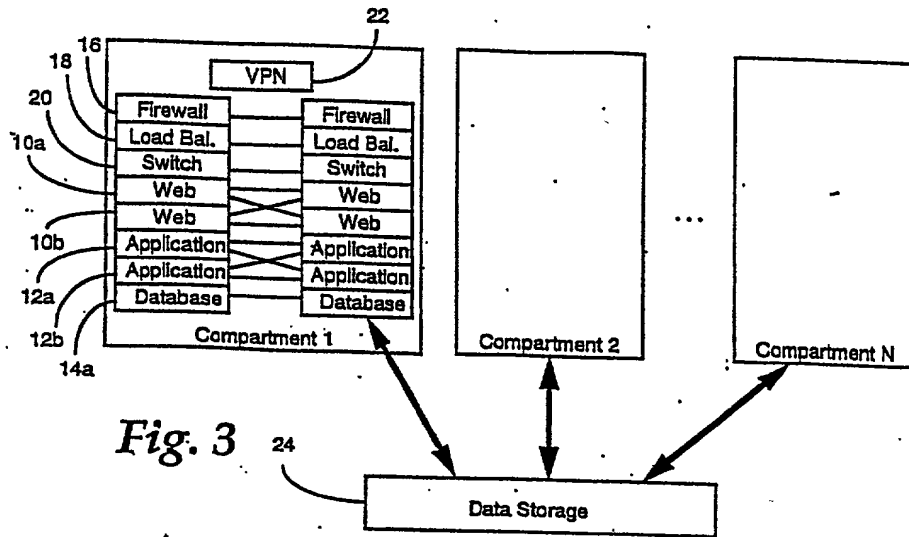 22
16
18
20
10a
10b
12a
12b
14a
VPN
Firewall
Load Bal.
Switch
Web
Web
Application
Application
Database
Firewall
Load Bal.
Switch
Web
Web
Application
Application
Database
Compartment 1
Compartment 2
...
Compartment N
Fig. 3
24
Data Storage